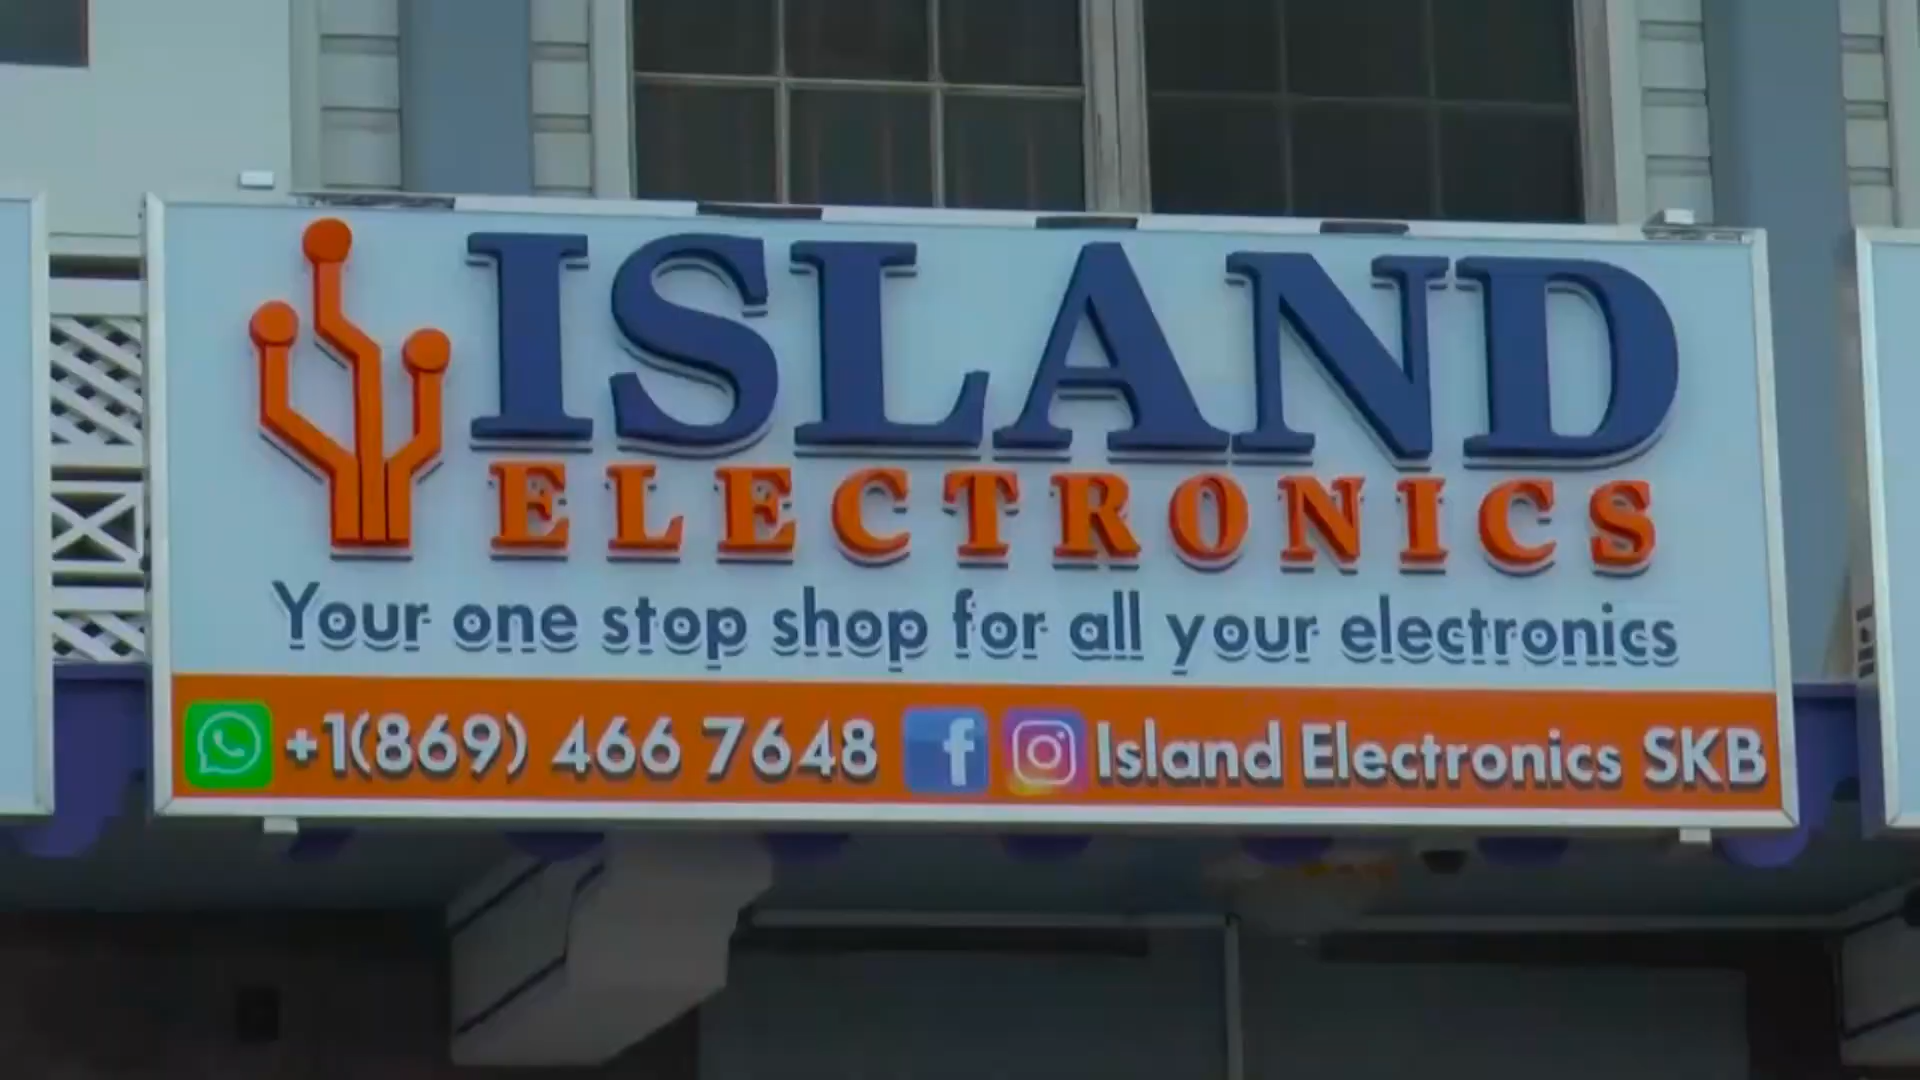 ISLAND
ELECTRONICS
Your one stop shop for all your electronics
+1(869) 466 7648 f Island Electronics SKB